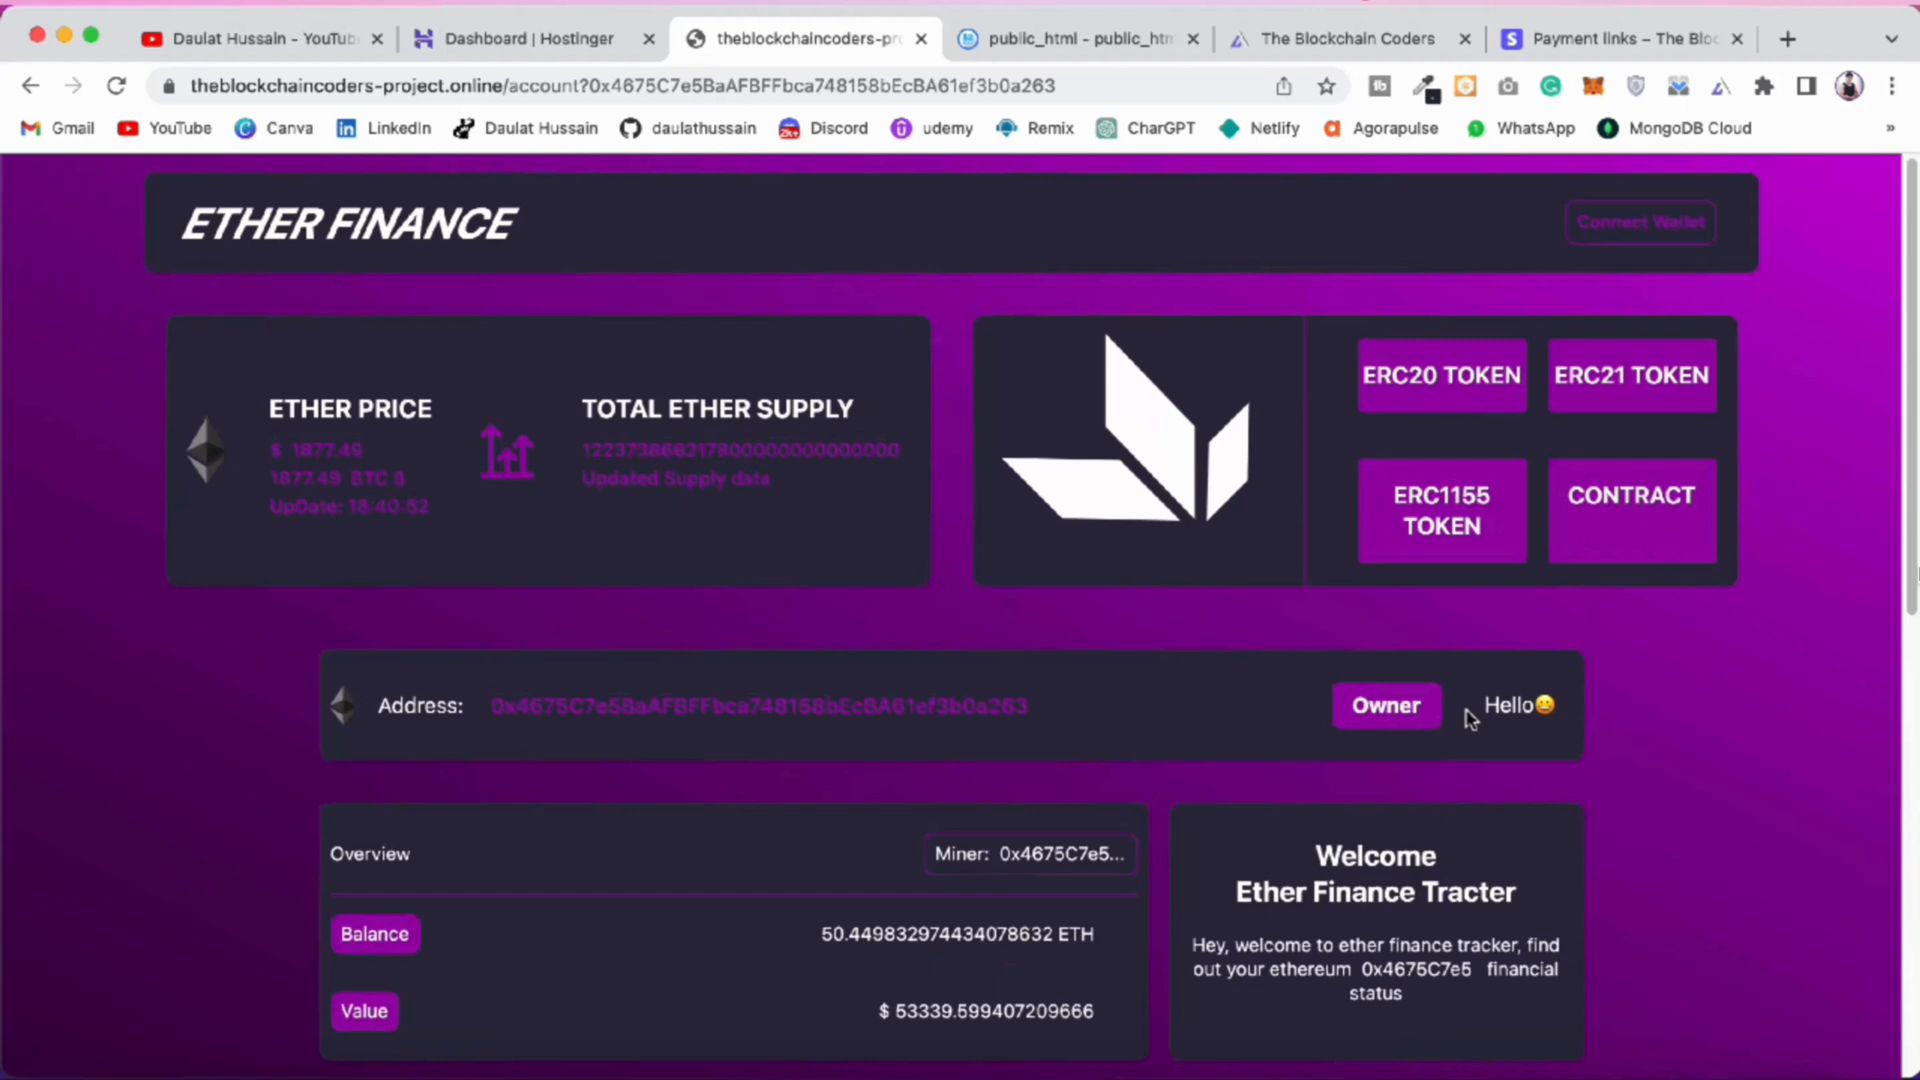 Daulat Hussain - YouTub
Dashboard | Hostinger
theblockchaincoders-pr
public_html - public_htm
The Blockchain Coders
Payment links – The Bloc
theblockchaincoders-project.online/account?0x4675C7e5BaAFBFFbca748158bEcBA61ef3b0a263
Gmail
YouTube
Canva
LinkedIn
Daulat Hussain
daulathussain
Discord
udemy
Remix
CharGPT
Netlify
Agorapulse
WhatsApp
MongoDB Cloud
»
ETHER FINANCE
Connect Wallet
ETHER PRICE
$ 1877.49
1877.49 BTC ₿
UpDate: 18:40:52
TOTAL ETHER SUPPLY
122373866217800000000000000
Updated Supply data
ERC20 TOKEN
ERC21 TOKEN
ERC1155
TOKEN
CONTRACT
Address: 0x4675C7e5BaAFBFFbca748158bEcBA61ef3b0a263
Owner
Hello😀
Overview
Miner: 0x4675C7e5...
Balance
50.449832974434078632 ETH
Value
$ 53339.599407209666
Welcome
Ether Finance Tracter
Hey, welcome to ether finance tracker, find
out your ethereum 0x4675C7e5 financial
status